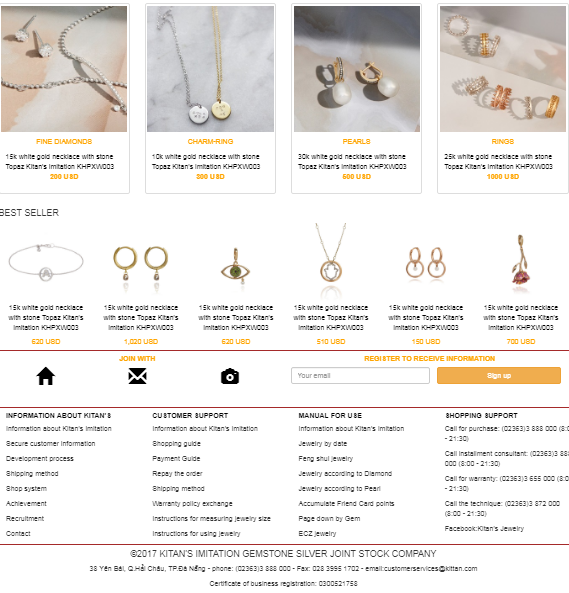 FINE DIAMONDS
15k white gold necklace with stone
Topaz Kitan's Imitation KHPXW003
200 USD
CHARM-RING
10k white gold necklace with stone
Topaz Kitan's Imitation KHPXW003
300 USD
PEARLS
30k white gold necklace with stone
Topaz Kitan's Imitation KHPXW003
600 USD
RINGS
25k white gold necklace with stone
Topaz Kitan's Imitation KHPXW003
1000 USD
BEST SELLER
15k white gold necklace
with stone Topaz Kitan's
Imitation KHPXW003
620 USD
15k white gold necklace
with stone Topaz Kitan's
Imitation KHPXW003
1,020 USD
15k white gold necklace
with stone Topaz Kitan's
Imitation KHPXW003
620 USD
15k white gold necklace
with stone Topaz Kitan's
Imitation KHPXW003
510 USD
15k white gold necklace
with stone Topaz Kitan's
Imitation KHPXW003
150 USD
15k white gold necklace
with stone Topaz Kitan's
Imitation KHPXW003
700 USD
JOIN WITH
REGISTER TO RECEIVE INFORMATION
Your email
Sign up
INFORMATION ABOUT KITAN'S
Information about Kitan's Imitation
Secure customer information
Development process
Shipping method
Shop system
Achievement
Recruitment
Contact
CUSTOMER SUPPORT
Information about Kitan's Imitation
Shopping guide
Payment Guide
Repay the order
Shipping method
Warranty policy exchange
Instructions for measuring jewelry size
Instructions for using jewelry
MANUAL FOR USE
Information about Kitan's Imitation
Jewelry by date
Feng shui jewelry
Jewelry according to Diamond
Jewelry according to Pearl
Accumulate Friend Card points
Page down by Gem
ECZ jewelry
SHOPPING SUPPORT
Call for purchase: (02363)3 888 000 (8:0
- 21:30)
Call installment consultant: (02363)3 888
000 (8:00 - 21:30)
Call for warranty: (02363)3 655 000 (8:0
- 21:30)
Call the technique: (02363)3 872 000
(8:00 - 21:30)
Facebook:Kitan's Jewelry
©2017 KITAN'S IMITATION GEMSTONE SILVER JOINT STOCK COMPANY
38 Yên Bái, Q.Hải Châu, TP.Đà Nẵng - phone: (02363)3 888 000 - Fax: 028 3995 1702 - email:customerservices@kittan.com
Certificate of business registration: 0300521758